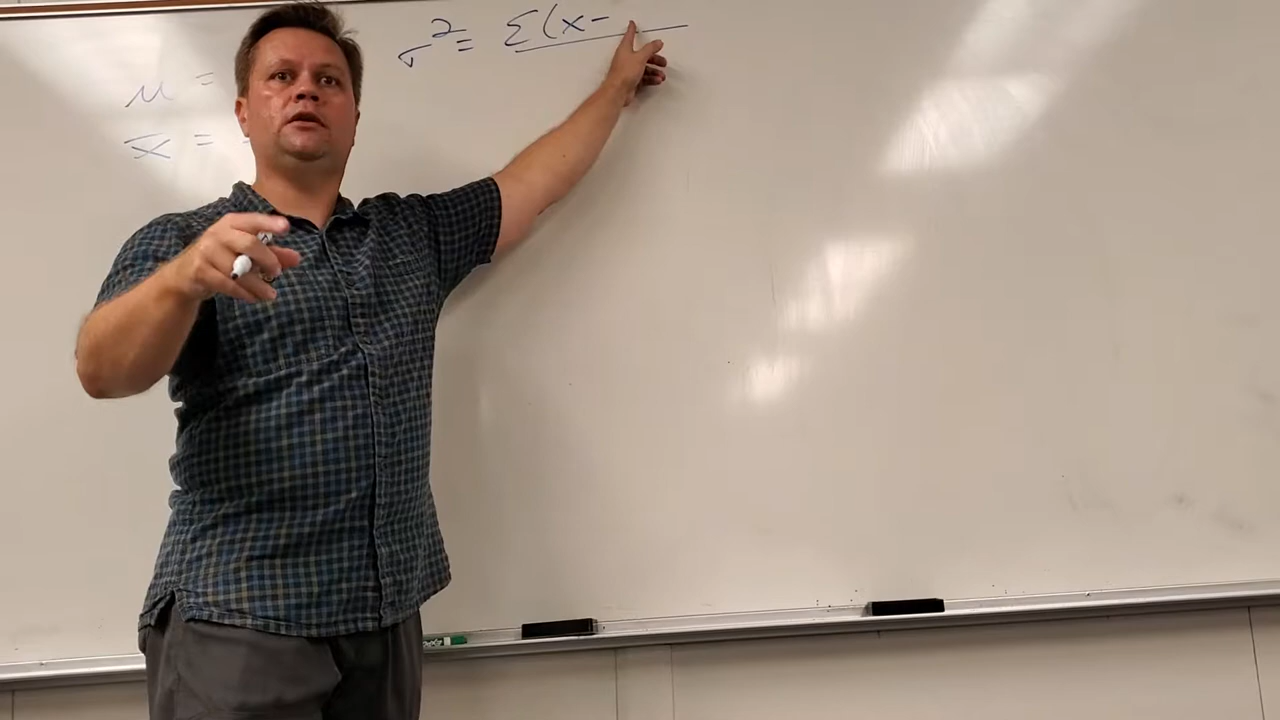 σ² = Σ(x-
μ =
x̄ =